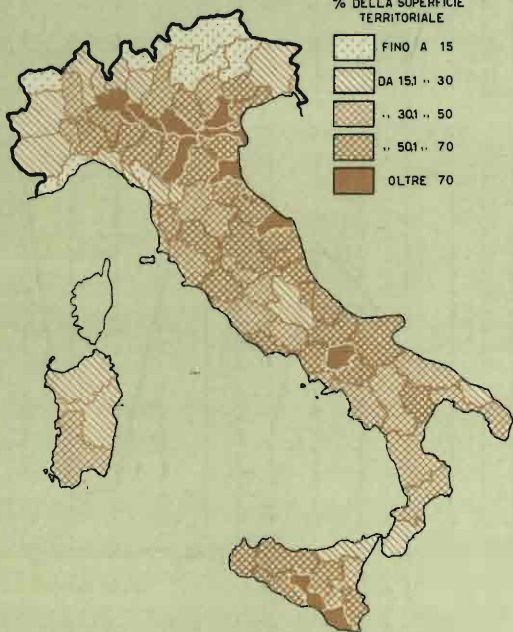 % DELLA SUPERFICIE
TERRITORIALE
FINO A 15
DA 15,1 ,, 30
,, 30,1 ,, 50
,, 50,1 ,, 70
OLTRE 70